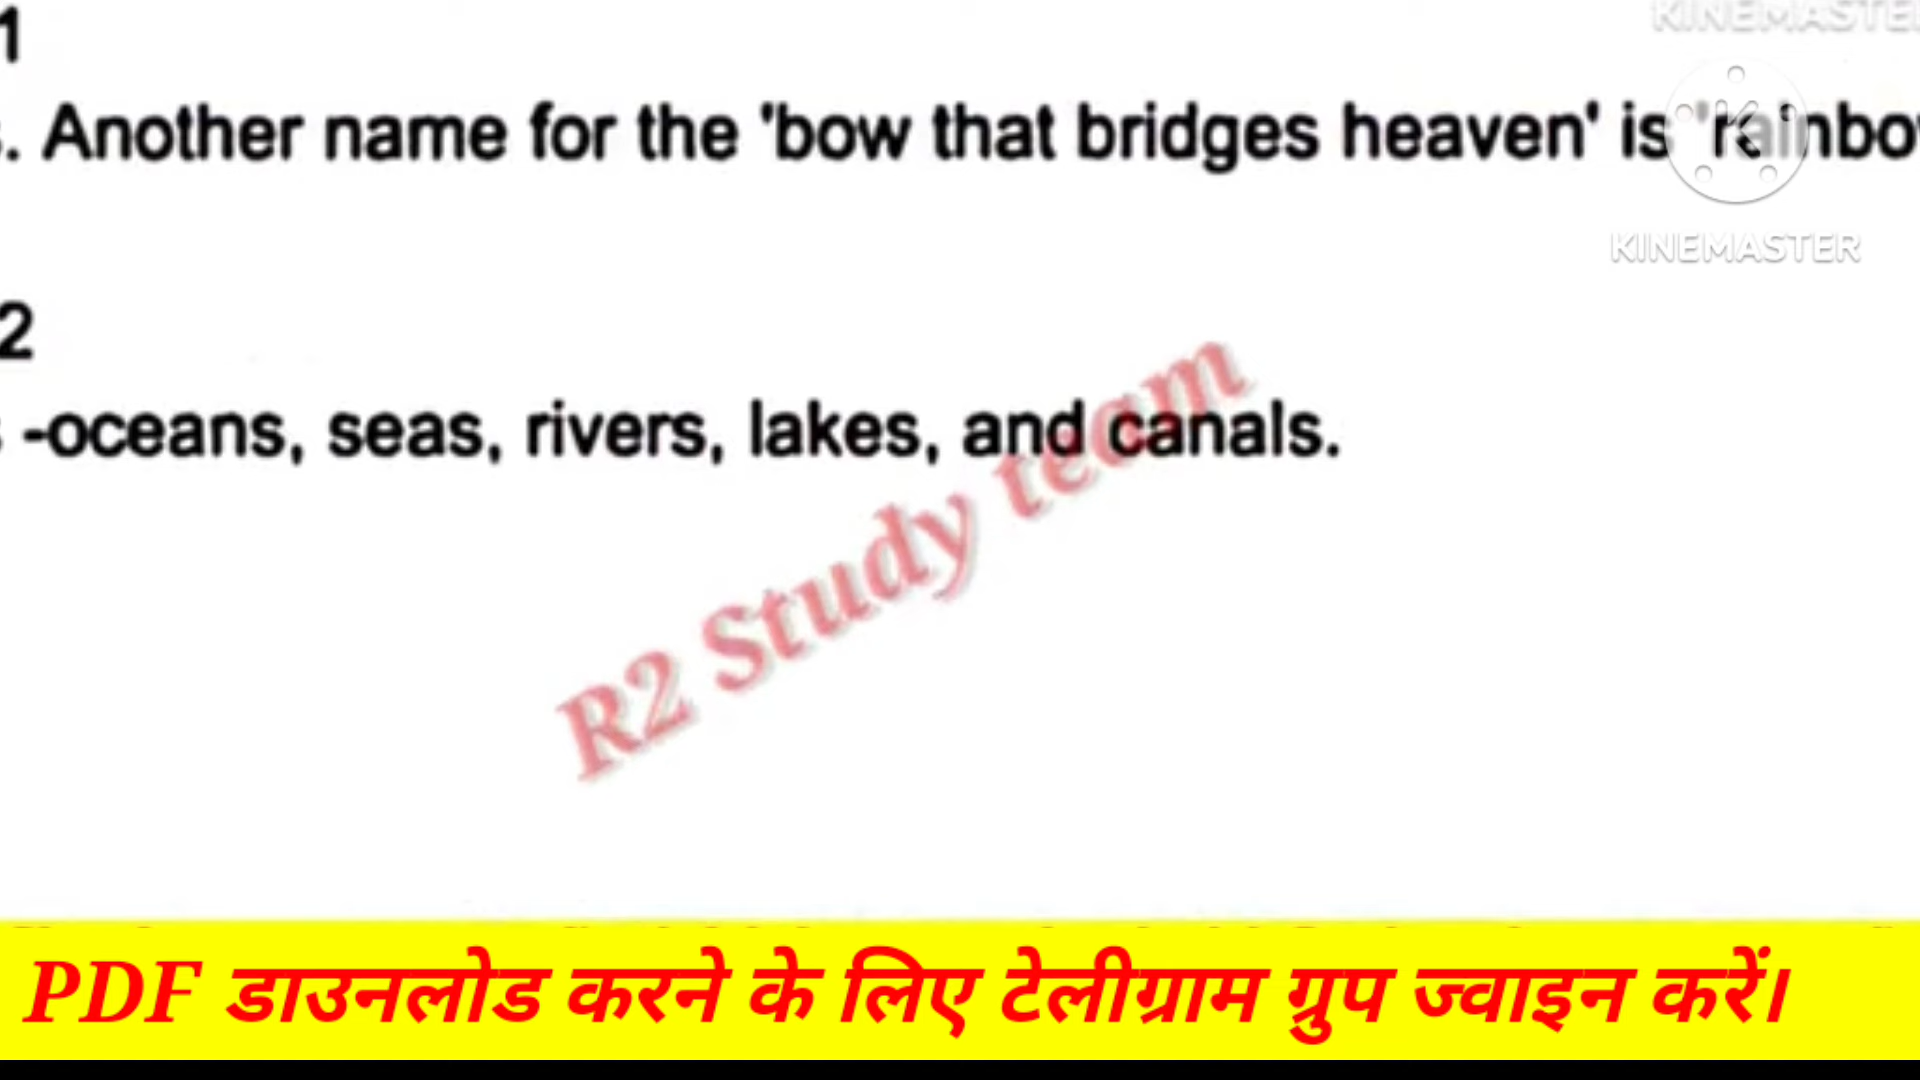 KINEMASTER
1
. Another name for the 'bow that bridges heaven' is 'rainbo
KINEMASTER
2
-oceans, seas, rivers, lakes, and canals.
R2 Study team
PDF डाउनलोड करने के लिए टेलीग्राम ग्रुप ज्वाइन करें।